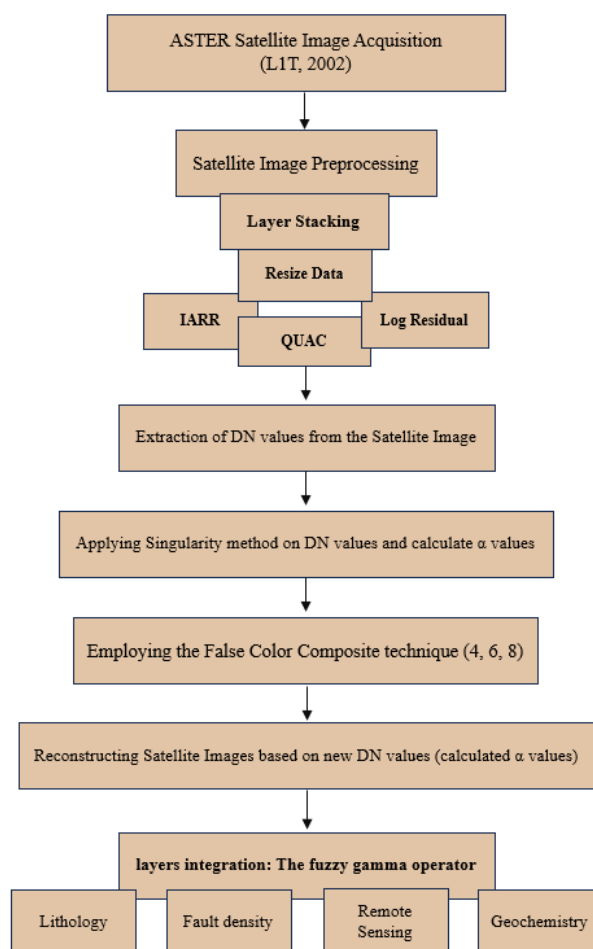 ASTER Satellite Image Acquisition
(L1T, 2002)
Satellite Image Preprocessing
Layer Stacking
Resize Data
IARR
Log Residual
QUAC
Extraction of DN values from the Satellite Image
Applying Singularity method on DN values and calculate α values
Employing the False Color Composite technique (4, 6, 8)
Reconstructing Satellite Images based on new DN values (calculated α values)
layers integration: The fuzzy gamma operator
Lithology
Fault density
Remote
Sensing
Geochemistry